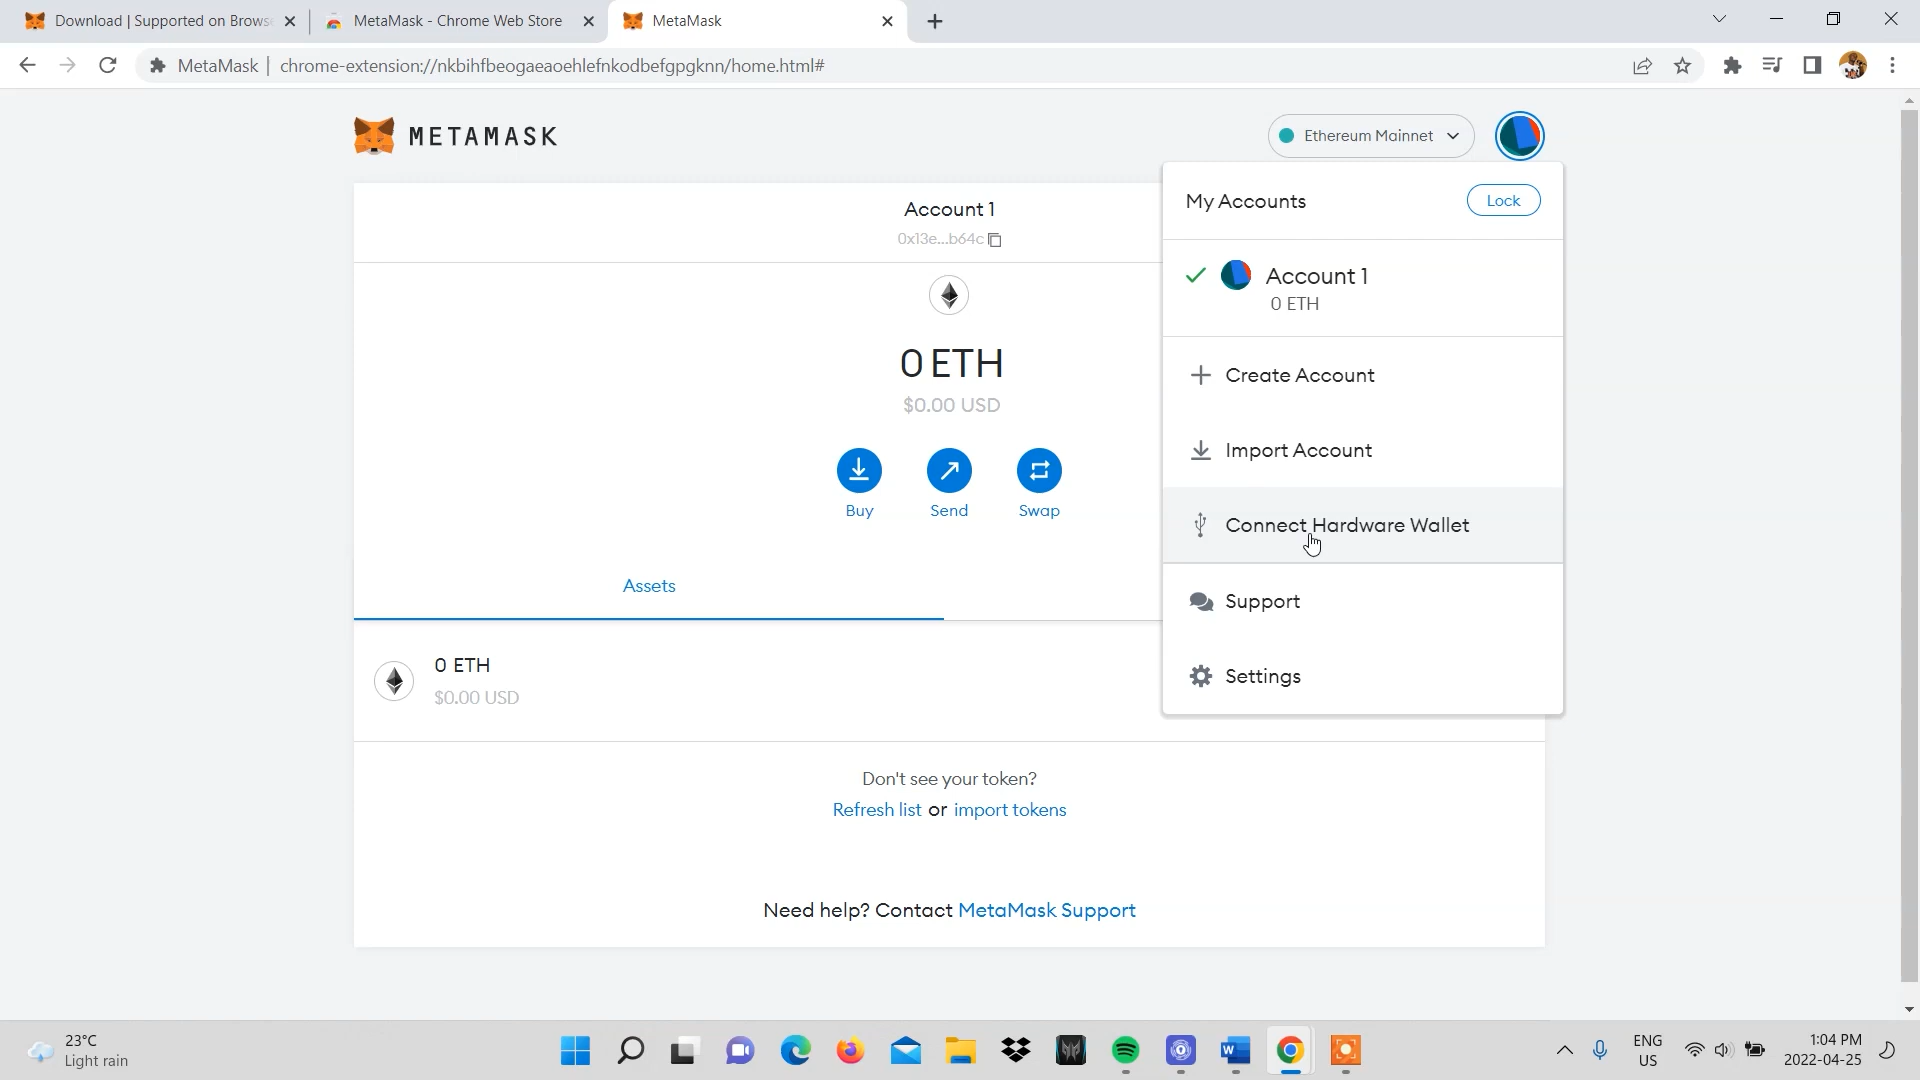 Download | Supported on Brows
MetaMask - Chrome Web Store
MetaMask
MetaMask | chrome-extension://nkbihfbeogaeaoehlefnkodbefgpgknn/home.html#
METAMASK
Ethereum Mainnet
My Accounts
Lock
Account 1
0x13e...b64c
Account 1
0 ETH
0 ETH
$0.00 USD
Create Account
Import Account
Buy
Send
Swap
Connect Hardware Wallet
Assets
Support
Settings
0 ETH
$0.00 USD
Don't see your token?
Refresh list or import tokens
Need help? Contact MetaMask Support
23°C
Light rain
ENG
US
1:04 PM
2022-04-25